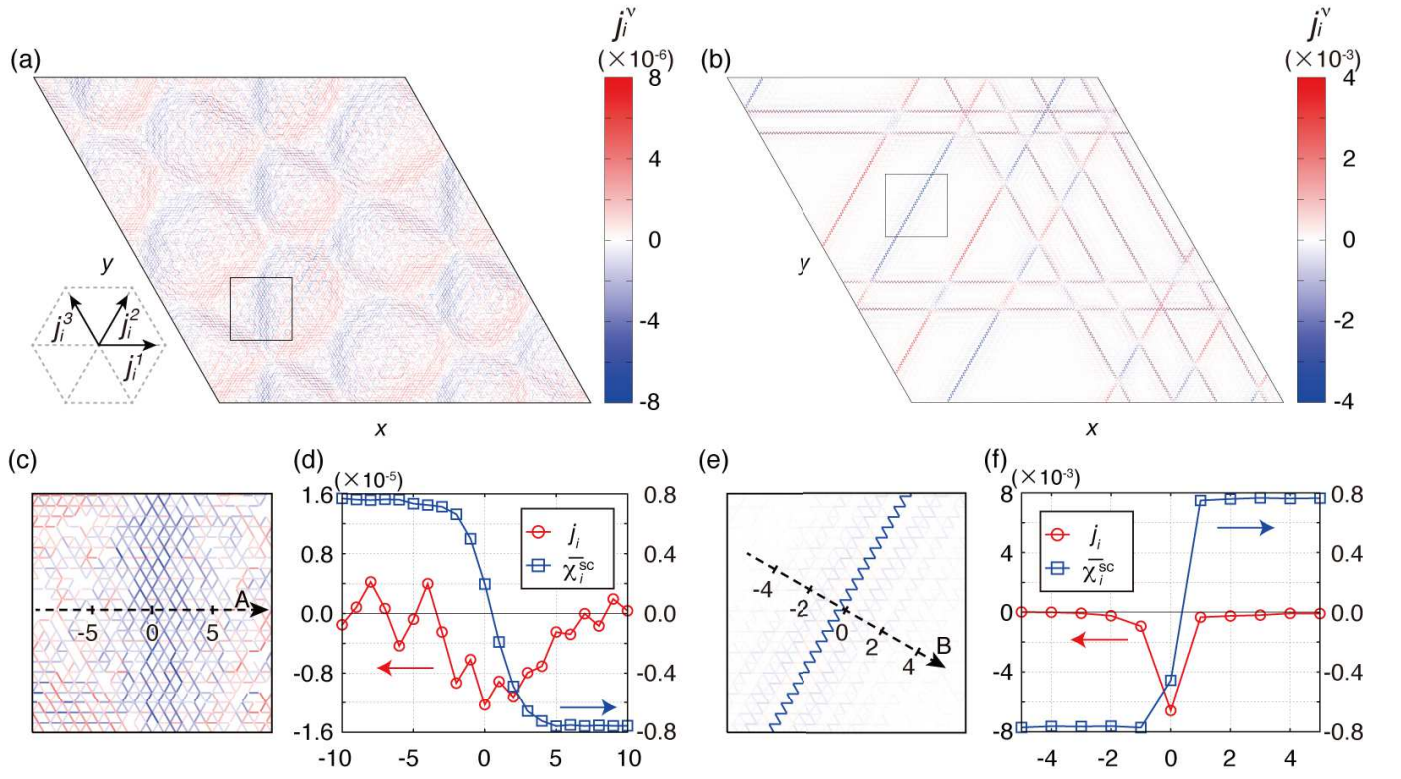 (a)
j_i^ν
(×10^-6)
8
4
0
-4
-8
y
x
j_i^3
j_i^2
j_i^1
(b)
j_i^ν
(×10^-3)
4
2
0
-2
-4
y
x
(c)
-5
0
5
A
(d)
(×10^-5)
1.6
0.8
0.0
-0.8
-1.6
0.8
0.4
0.0
-0.4
-0.8
j_i
χ̄_i^sc
-10
-5
0
5
10
(e)
-4
-2
0
2
4
B
(f)
(×10^-3)
8
4
0
-4
-8
0.8
0.4
0.0
-0.4
-0.8
j_i
χ̄_i^sc
-4
-2
0
2
4